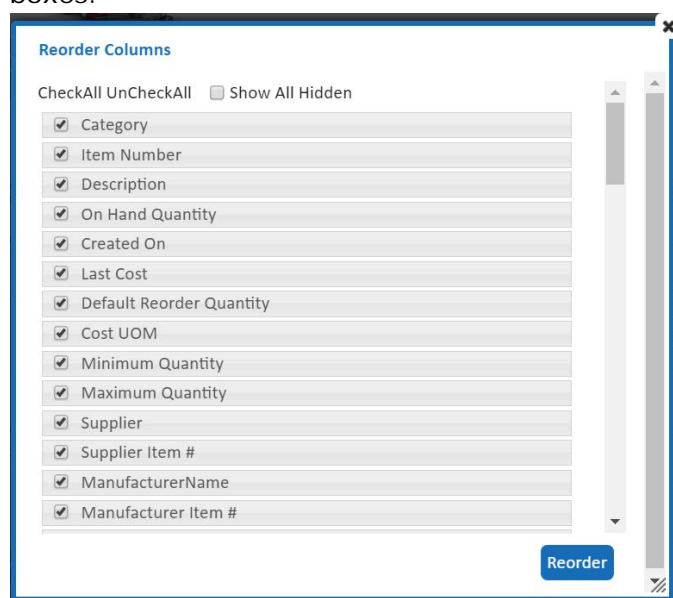 boxes.
Reorder Columns
CheckAll UnCheckAll Show All Hidden
Category
Item Number
Description
On Hand Quantity
Created On
Last Cost
Default Reorder Quantity
Cost UOM
Minimum Quantity
Maximum Quantity
Supplier
Supplier Item #
ManufacturerName
Manufacturer Item #
Reorder